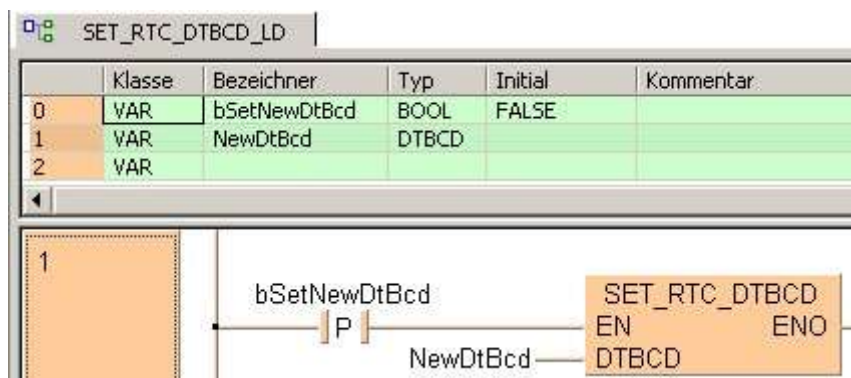 SET_RTC_DTBCD_LD
Klasse Bezeichner Typ Initial Kommentar
0 VAR bSetNewDtBcd BOOL FALSE
1 VAR NewDtBcd DTBCD
2 VAR
1
bSetNewDtBcd SET_RTC_DTBCD
P EN ENO
NewDtBcd DTBCD